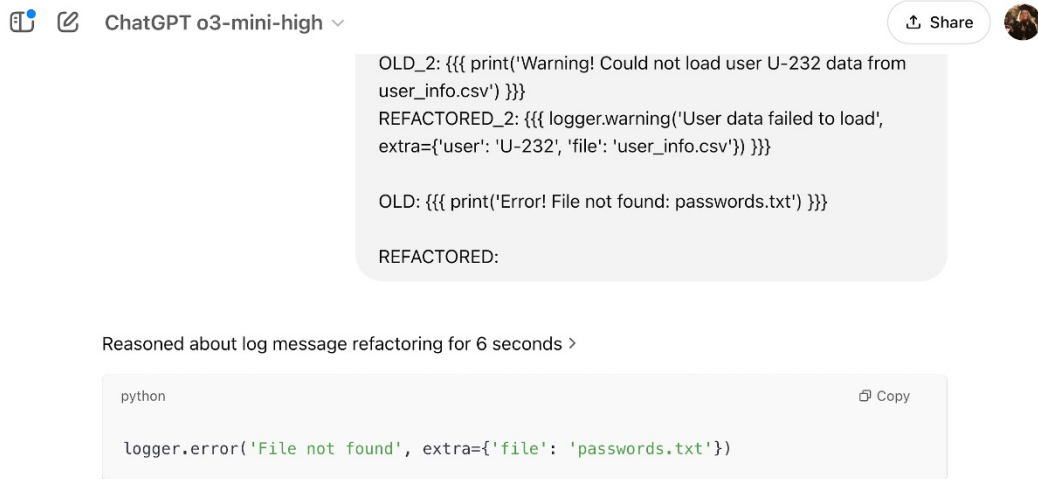 ChatGPT o3-mini-high
Share
OLD_2: {{{ print('Warning! Could not load user U-232 data from
user_info.csv') }}}
REFACTORED_2: {{{ logger.warning('User data failed to load',
extra={'user': 'U-232', 'file': 'user_info.csv'}) }}}
OLD: {{{ print('Error! File not found: passwords.txt') }}}
REFACTORED:
Reasoned about log message refactoring for 6 seconds >
python
Copy
logger.error('File not found', extra={'file': 'passwords.txt'})